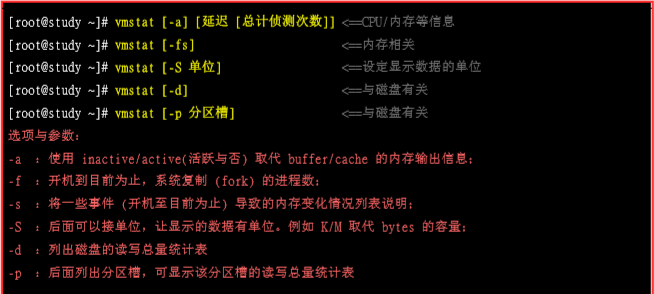 [root@study ~]# vmstat [-a] [延迟 [总计侦测次数]] <==CPU/内存等信息
[root@study ~]# vmstat [-fs] <==内存相关
[root@study ~]# vmstat [-S 单位] <==设定显示数据的单位
[root@study ~]# vmstat [-d] <==与磁盘有关
[root@study ~]# vmstat [-p 分区槽] <==与磁盘有关
选项与参数：
-a ：使用 inactive/active(活跃与否) 取代 buffer/cache 的内存输出信息；
-f ：开机到目前为止，系统复制 (fork) 的进程数；
-s ：将一些事件 (开机至目前为止) 导致的内存变化情况列表说明；
-S ：后面可以接单位，让显示的数据有单位。例如 K/M 取代 bytes 的容量；
-d ：列出磁盘的读写总量统计表
-p ：后面列出分区槽，可显示该分区槽的读写总量统计表